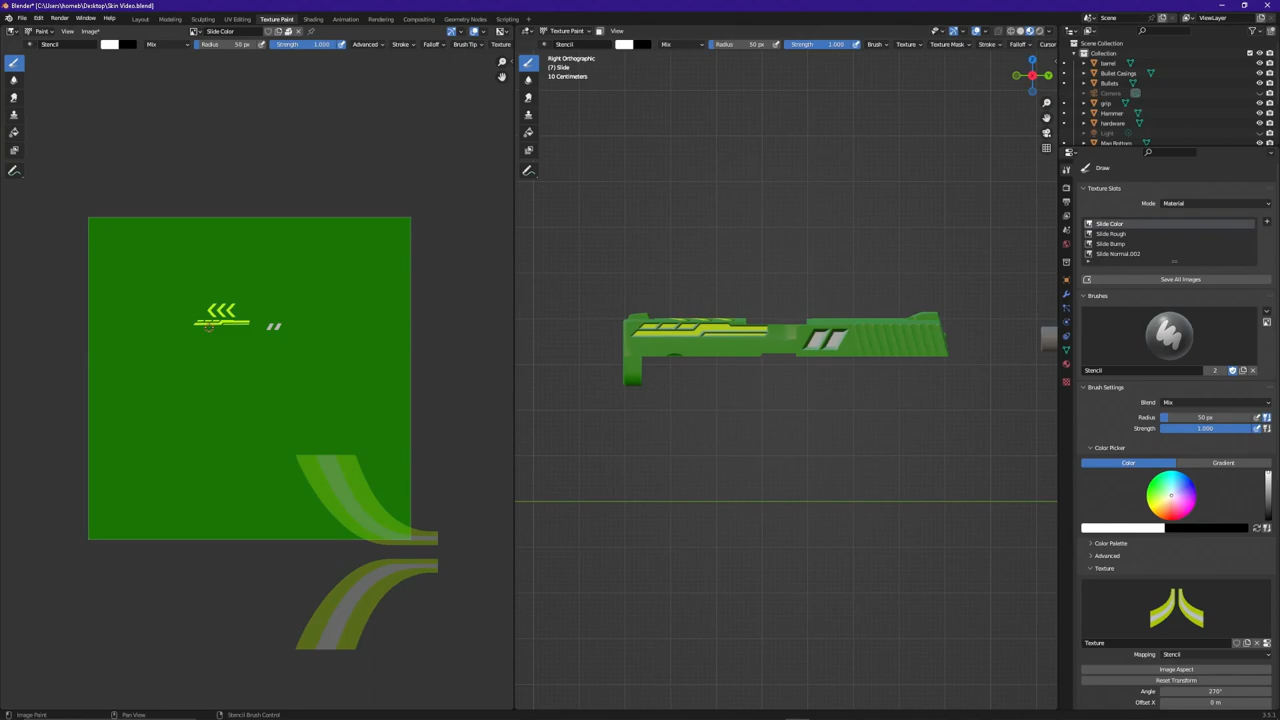 Blender* [C:\Users\horneb\Desktop\Skin Video.blend]
File Edit Render Window Help Layout Modeling Sculpting UV Editing Texture Paint Shading Animation Rendering Compositing Geometry Nodes Scripting Scene ViewLayer
Paint View Image* Slide Color Texture Paint View
Stencil Mix Radius 50 px Strength 1.000 Advanced Stroke Falloff Brush Tip Texture Stencil Mix Radius 50 px Strength 1.000 Brush Texture Texture Mask Stroke Falloff Cursor
Right Orthographic
(7) Slide
10 Centimeters
Scene Collection
Collection
barrel
Bullet Casings
Bullets
Camera
grip
Hammer
hardware
Light
Mag Bottom
Draw
Texture Slots
Mode Material
Slide Color
Slide Rough
Slide Bump
Slide Normal.002
Save All Images
Brushes
Stencil 2
Brush Settings
Blend Mix
Radius 50 px
Strength 1.000
Color Picker
Color Gradient
Color Palette
Advanced
Texture
Texture
Mapping Stencil
Image Aspect
Reset Transform
Angle 270°
Offset X 0 m
Image Paint Pan View Stencil Brush Control 3.5.1